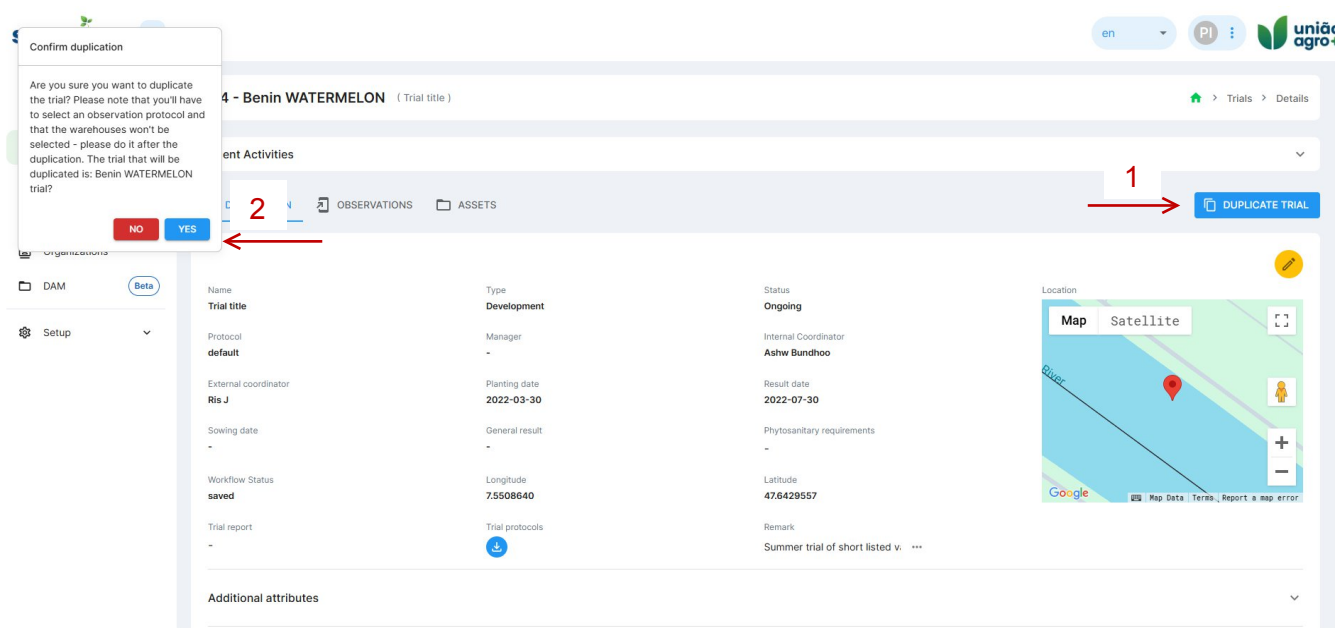 Confirm duplication
Are you sure you want to duplicate
the trial? Please note that you'll have
to select an observation protocol and
that the warehouses won't be
selected - please do it after the
duplication. The trial that will be
duplicated is: Benin WATERMELON
trial?
NO YES
en
PI
união
agro+
4 - Benin WATERMELON ( Trial title )
Trials > Details
ent Activities
1
2
OBSERVATIONS
ASSETS
DUPLICATE TRIAL
Organizations
DAM Beta
Setup
Name
Trial title
Type
Development
Status
Ongoing
Location
Protocol
default
Manager
-
Internal Coordinator
Ashw Bundhoo
External coordinator
Ris J
Planting date
2022-03-30
Result date
2022-07-30
Sowing date
-
General result
-
Phytosanitary requirements
-
Workflow Status
saved
Longitude
7.5508640
Latitude
47.6429557
Trial report
-
Trial protocols
Remark
Summer trial of short listed
Map Satellite
River
Google
Map Data Terms Report a map error
Additional attributes